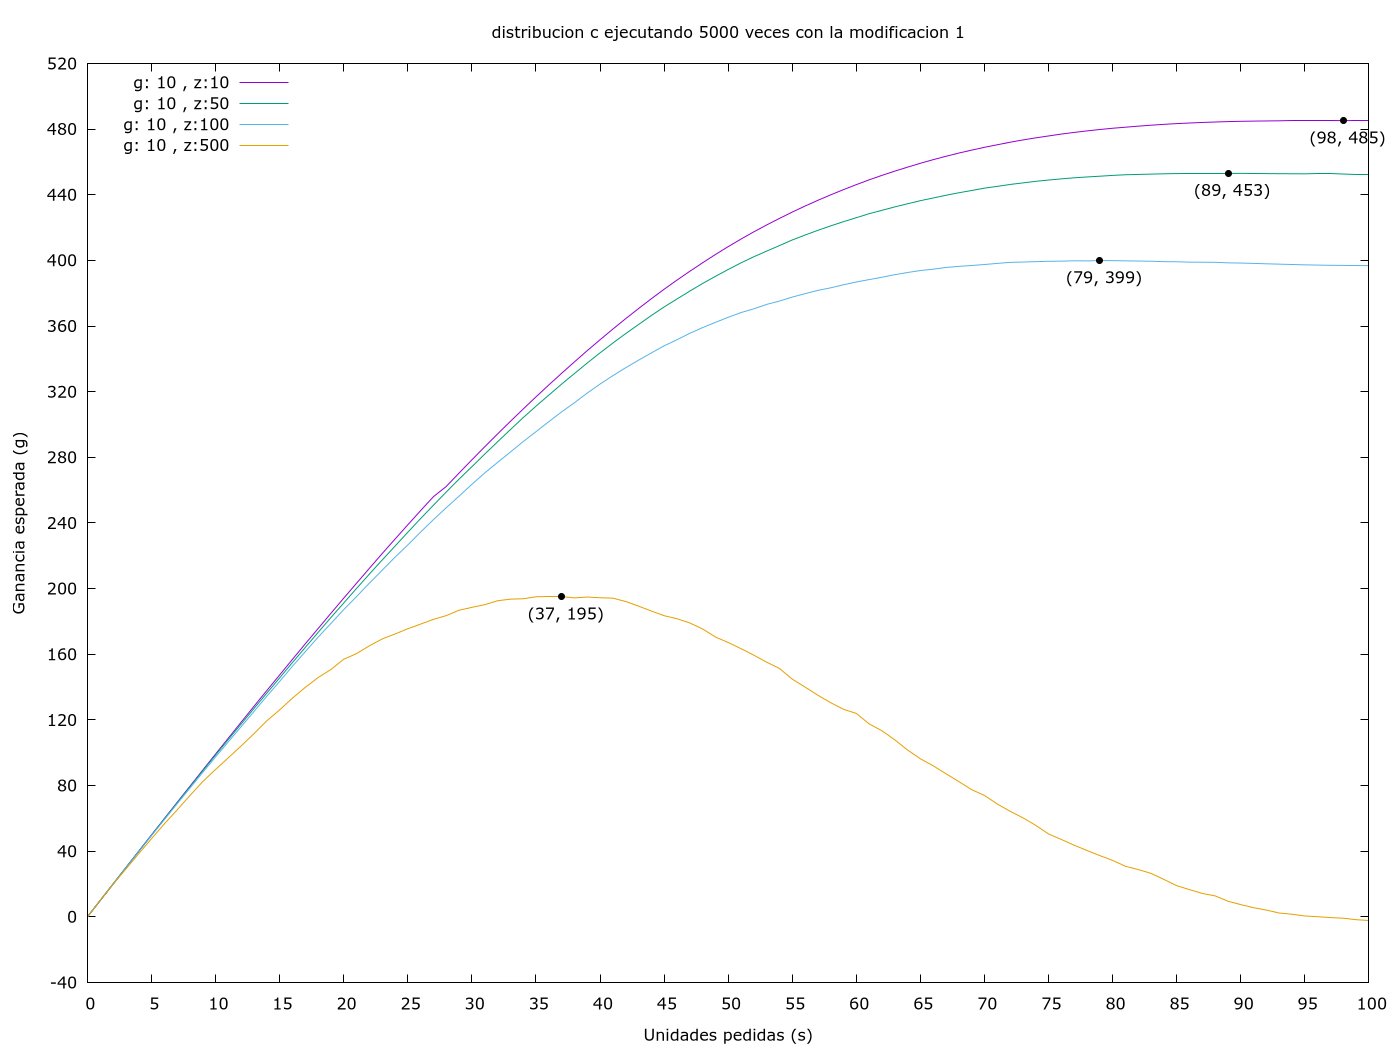 distribucion c ejecutando 5000 veces con la modificacion 1
g: 10 , z:10
g: 10 , z:50
g: 10 , z:100
g: 10 , z:500
520
480
440
400
360
320
280
240
200
160
120
80
40
0
-40
Ganancia esperada (g)
(98, 485)
(89, 453)
(79, 399)
(37, 195)
0 5 10 15 20 25 30 35 40 45 50 55 60 65 70 75 80 85 90 95 100
Unidades pedidas (s)